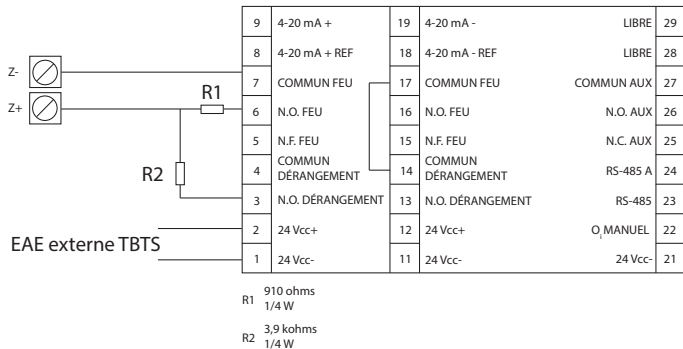 9 4-20 mA + 19 4-20 mA - LIBRE 29
8 4-20 mA + REF 18 4-20 mA - REF LIBRE 28
Z- 7 COMMUN FEU 17 COMMUN FEU COMMUN AUX 27
R1
Z+ 6 N.O. FEU 16 N.O. FEU N.O. AUX 26
5 N.F. FEU 15 N.F. FEU N.C. AUX 25
R2 4 COMMUN DÉRANGEMENT 14 COMMUN DÉRANGEMENT RS-485 A 24
3 N.O. DÉRANGEMENT 13 N.O. DÉRANGEMENT RS-485 23
EAE externe TBTS
2 24 Vcc+ 12 24 Vcc+ OᵢMANUEL 22
1 24 Vcc- 11 24 Vcc- 24 Vcc- 21
R1 910 ohms
1/4 W
R2 3,9 kohms
1/4 W